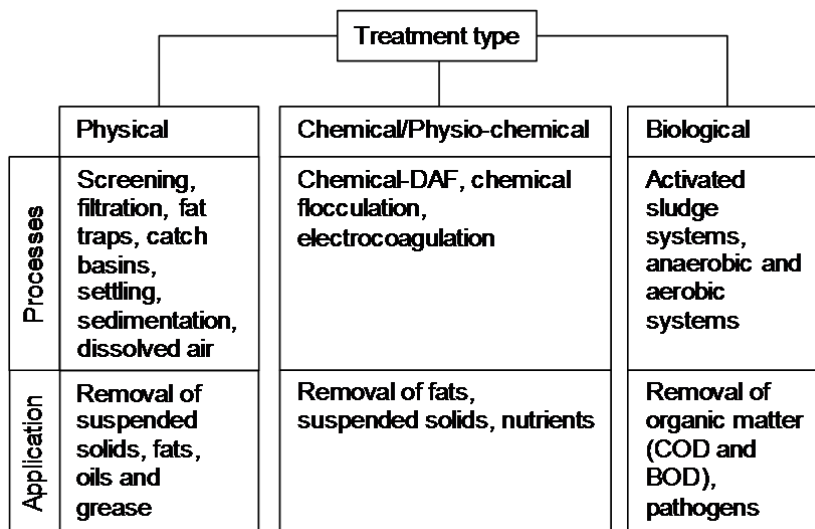 Treatment type
Physical
Chemical/Physio-chemical
Biological
Processes
Screening,
filtration, fat
traps, catch
basins,
settling,
sedimentation,
dissolved air
Chemical-DAF, chemical
flocculation,
electrocoagulation
Activated
sludge
systems,
anaerobic and
aerobic
systems
Application
Removal of
suspended
solids, fats,
oils and
grease
Removal of fats,
suspended solids, nutrients
Removal of
organic matter
(COD and
BOD),
pathogens